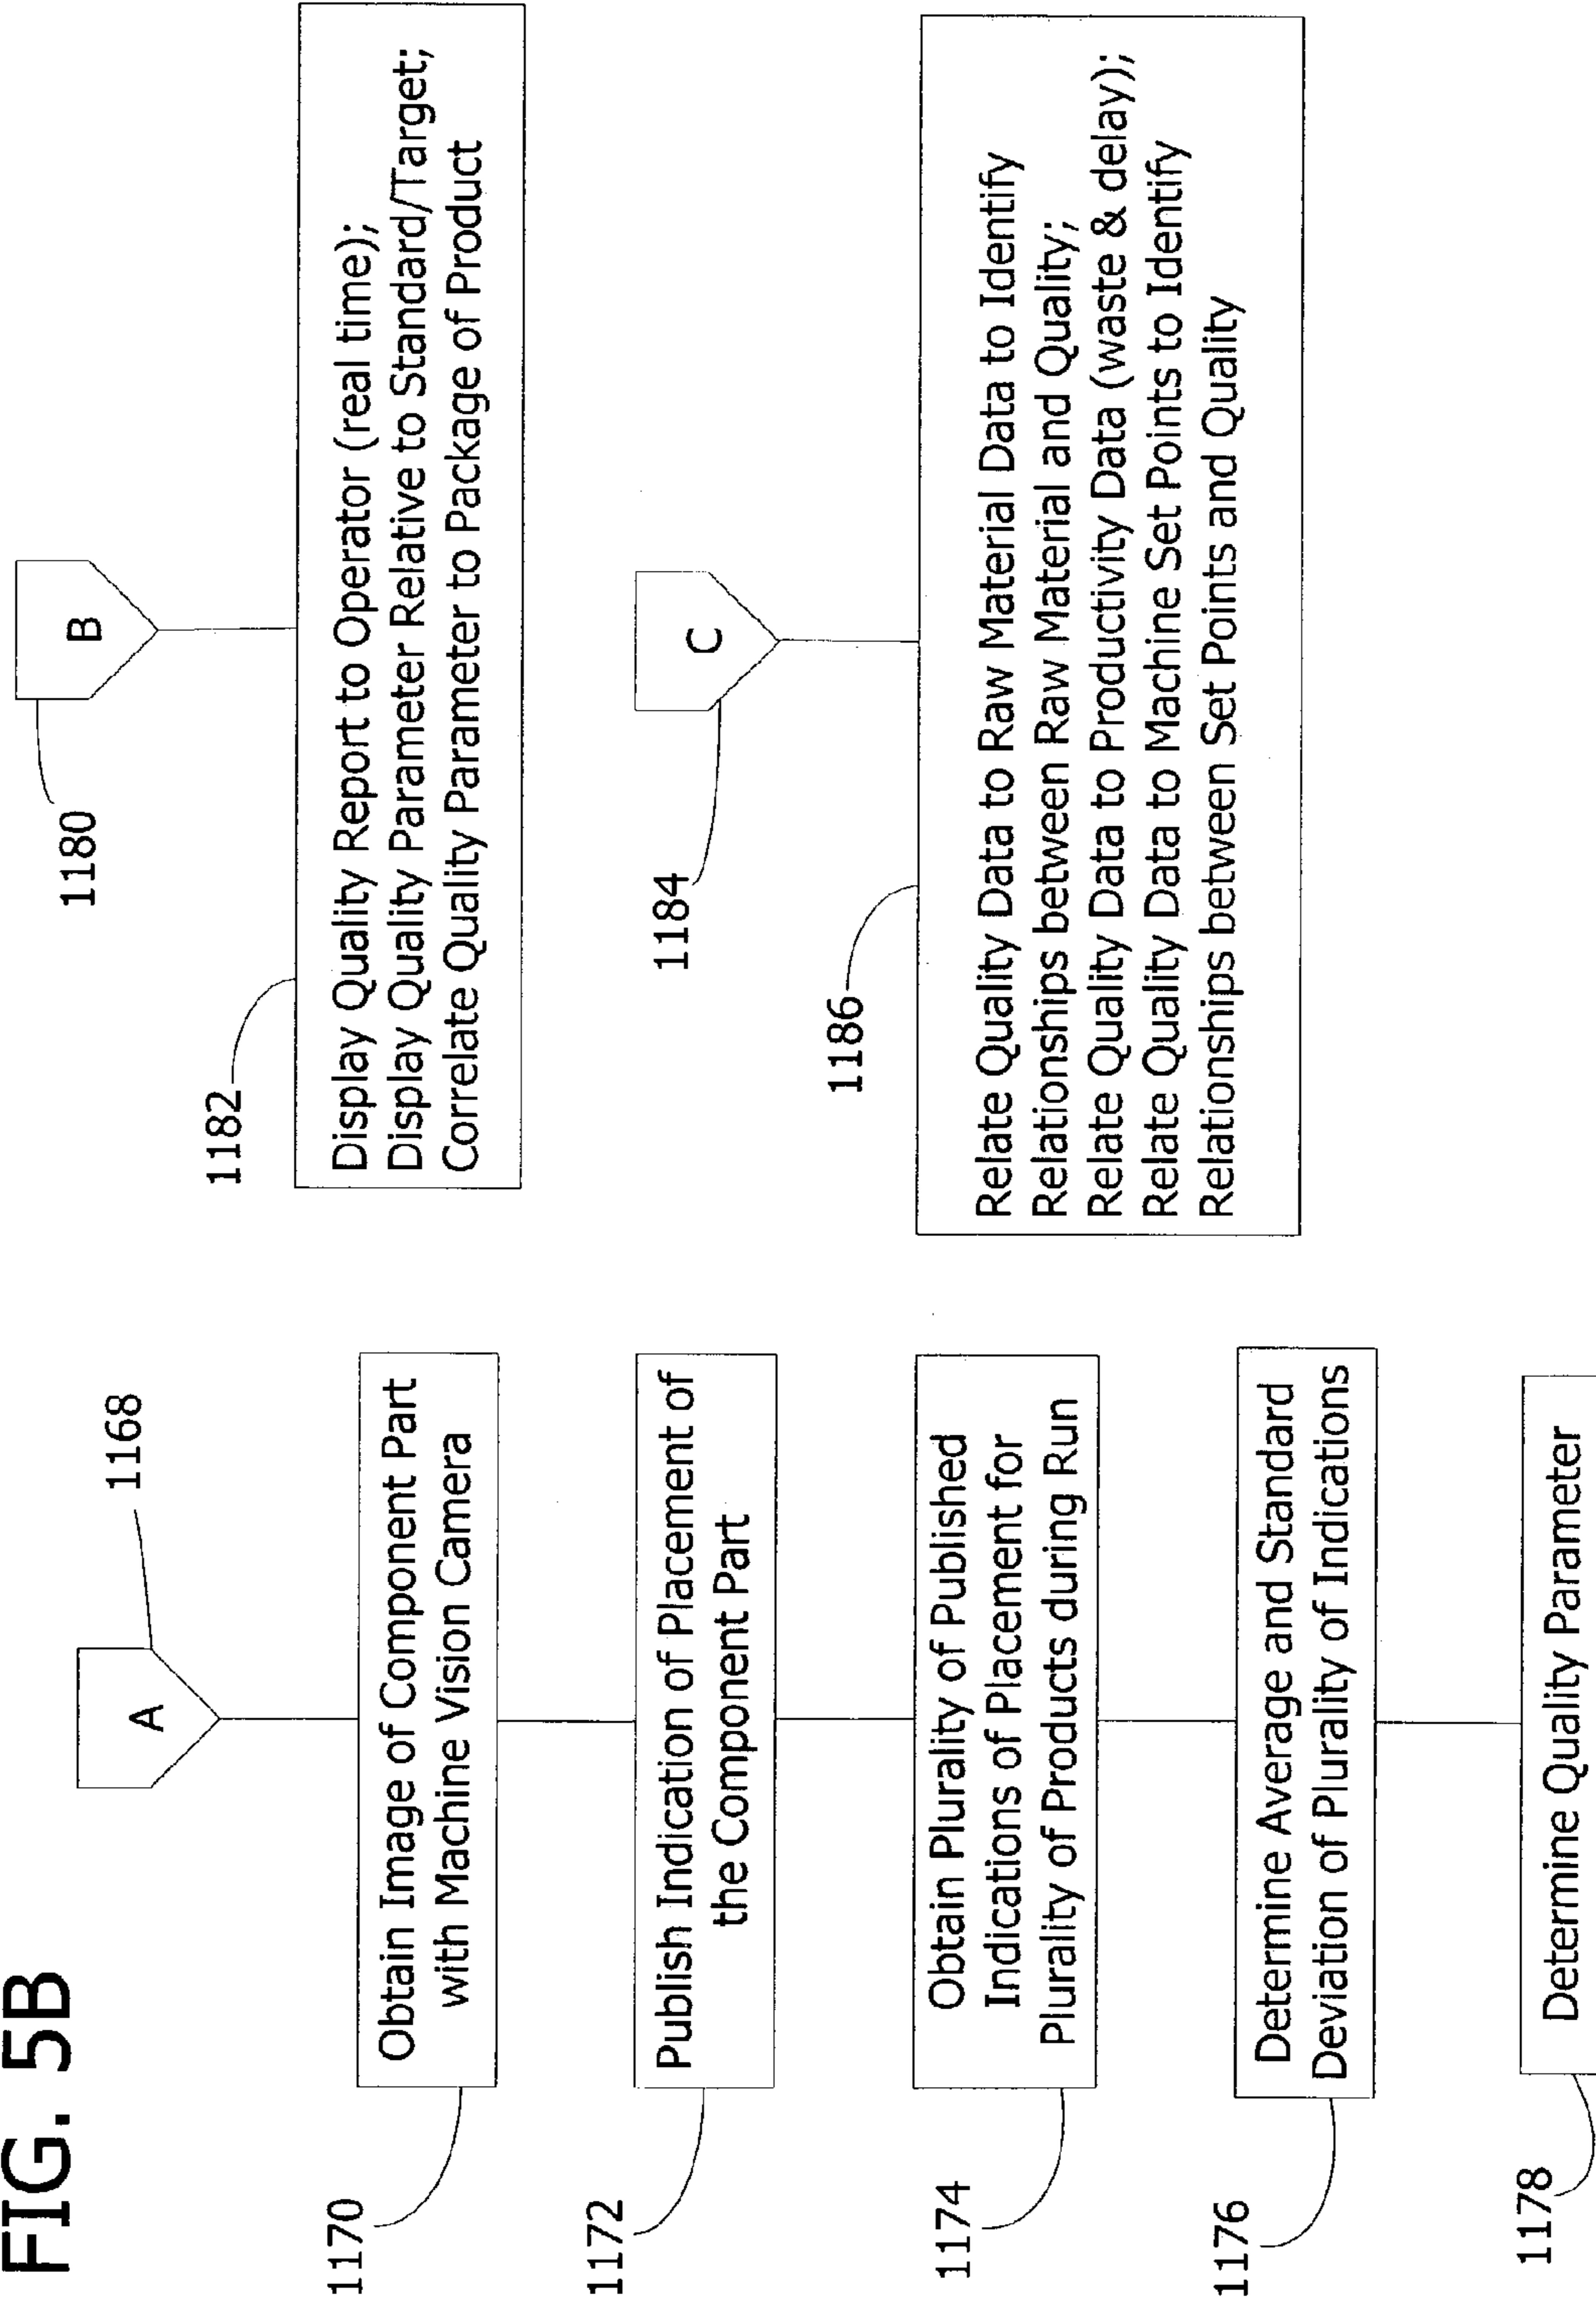 FIG. 5B
A
1168
1170
Obtain Image of Component Part
with Machine Vision Camera
1172
Publish Indication of Placement of
the Component Part
1174
Obtain Plurality of Published
Indications of Placement for
Plurality of Products during Run
1176
Determine Average and Standard
Deviation of Plurality of Indications
1178
Determine Quality Parameter
1180
B
1182
Display Quality Report to Operator (real time);
Display Quality Parameter Relative to Standard/Target;
Correlate Quality Parameter to Package of Product
1184
C
1186
Relate Quality Data to Raw Material Data to Identify
Relationships between Raw Material and Quality;
Relate Quality Data to Productivity Data (waste & delay);
Relate Quality Data to Machine Set Points to Identify
Relationships between Set Points and Quality